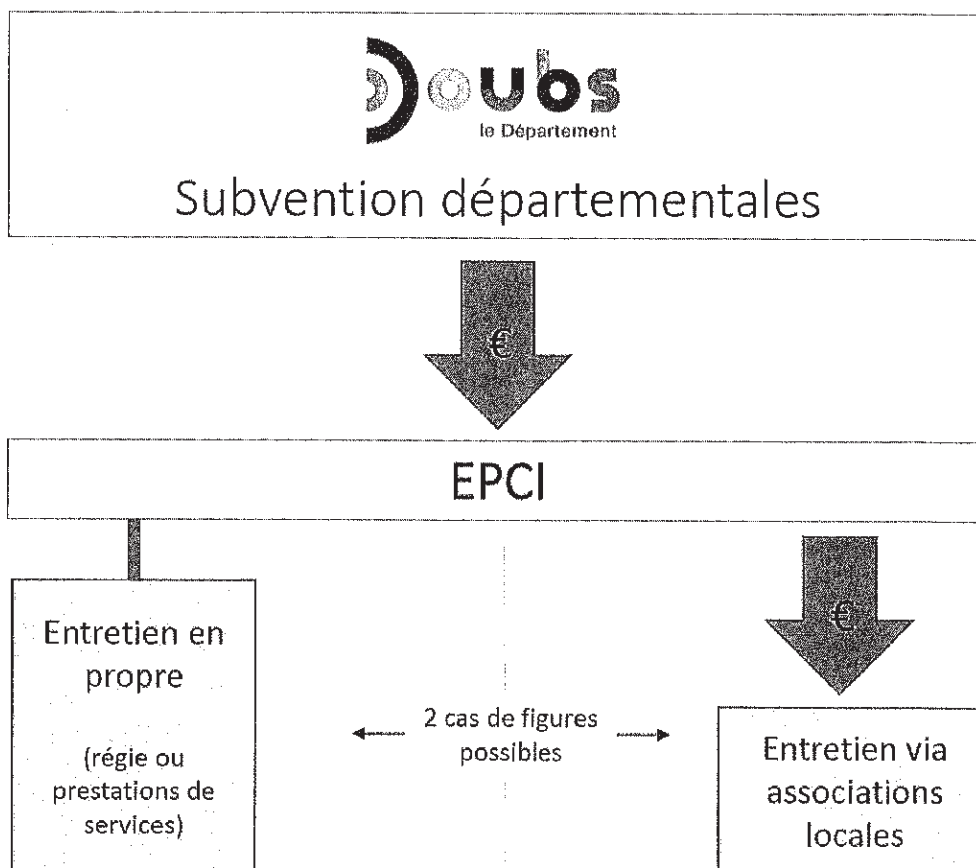 Doubs
le Département
Subvention départementales
€
EPCI
€
Entretien en
propre
(régie ou
prestations de
services)
2 cas de figures
possibles
Entretien via
associations
locales